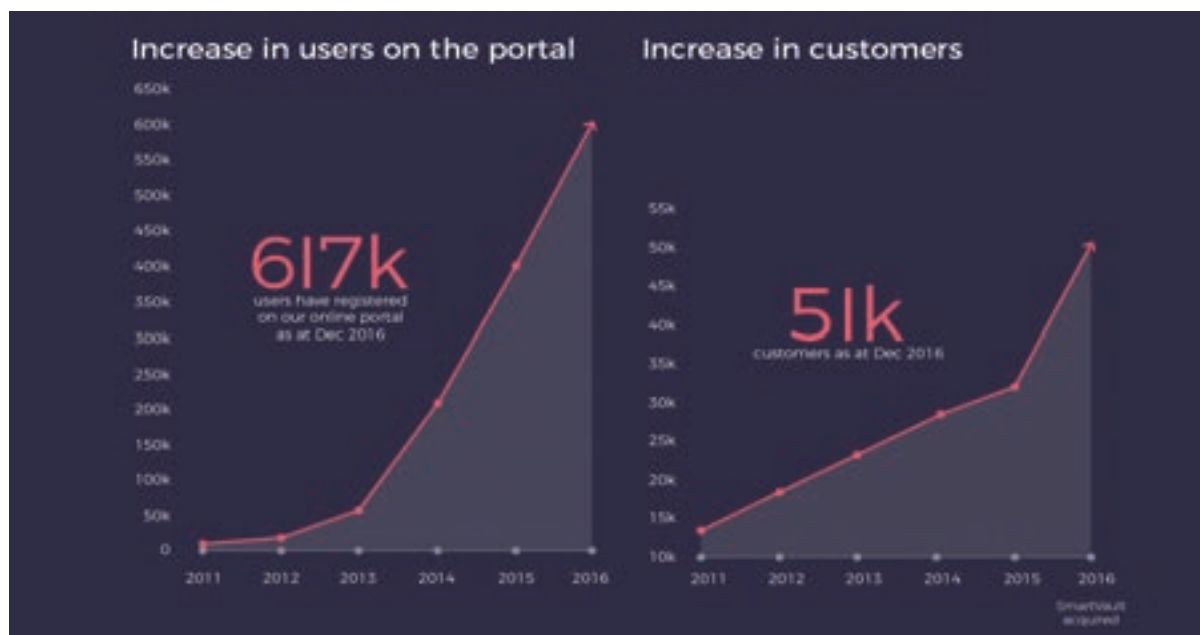 Increase in users on the portal
650k
600k
550k
500k
450k
400k
350k
300k
250k
200k
150k
100k
50k
0
617k
users have registered
on our online portal
as at Dec 2016
2011 2012 2013 2014 2015 2016
Increase in customers
55k
50k
45k
40k
35k
30k
25k
20k
15k
10k
51k
customers as at Dec 2016
2011 2012 2013 2014 2015 2016
SmartVault
acquired